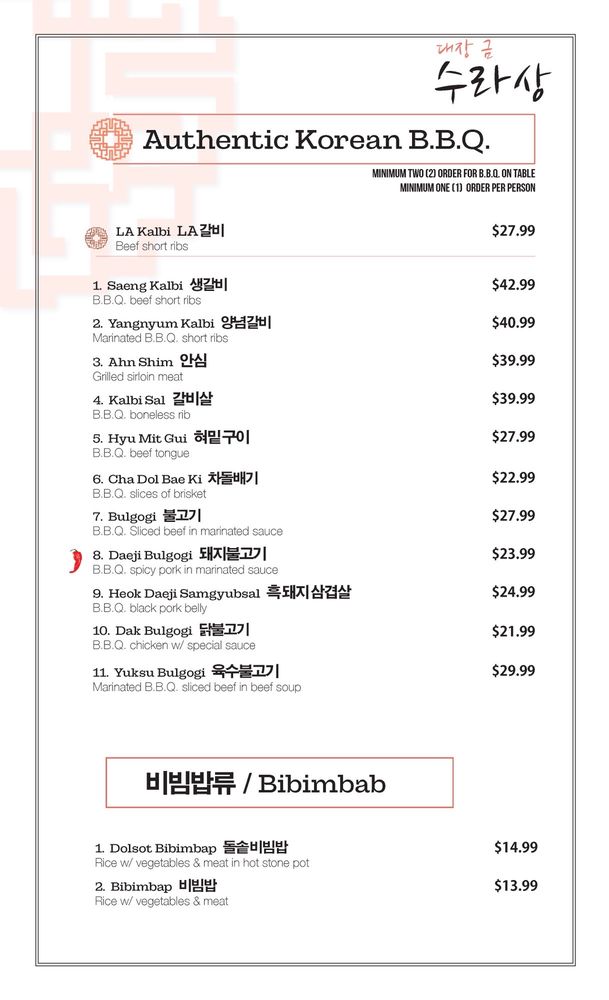 대장금
수라상
Authentic Korean B.B.Q.
MINIMUM TWO (2) ORDER FOR B.B.Q. ON TABLE
MINIMUM ONE (1) ORDER PER PERSON
LA Kalbi LA갈비 $27.99
Beef short ribs
1. Saeng Kalbi 생갈비 $42.99
B.B.Q. beef short ribs
2. Yangnyum Kalbi 양념갈비 $40.99
Marinated B.B.Q. short ribs
3. Ahn Shim 안심 $39.99
Grilled sirloin meat
4. Kalbi Sal 갈비살 $39.99
B.B.Q. boneless rib
5. Hyu Mit Gui 혀밑구이 $27.99
B.B.Q. beef tongue
6. Cha Dol Bae Ki 차돌배기 $22.99
B.B.Q. slices of brisket
7. Bulgogi 불고기 $27.99
B.B.Q. Sliced beef in marinated sauce
8. Daeji Bulgogi 돼지불고기 $23.99
B.B.Q. spicy pork in marinated sauce
9. Heok Daeji Samgyubsal 흑돼지삼겹살 $24.99
B.B.Q. black pork belly
10. Dak Bulgogi 닭불고기 $21.99
B.B.Q. chicken w/ special sauce
11. Yuksu Bulgogi 육수불고기 $29.99
Marinated B.B.Q. sliced beef in beef soup
비빔밥류 / Bibimbab
1. Dolsot Bibimbap 돌솥비빔밥 $14.99
Rice w/ vegetables & meat in hot stone pot
2. Bibimbap 비빔밥 $13.99
Rice w/ vegetables & meat